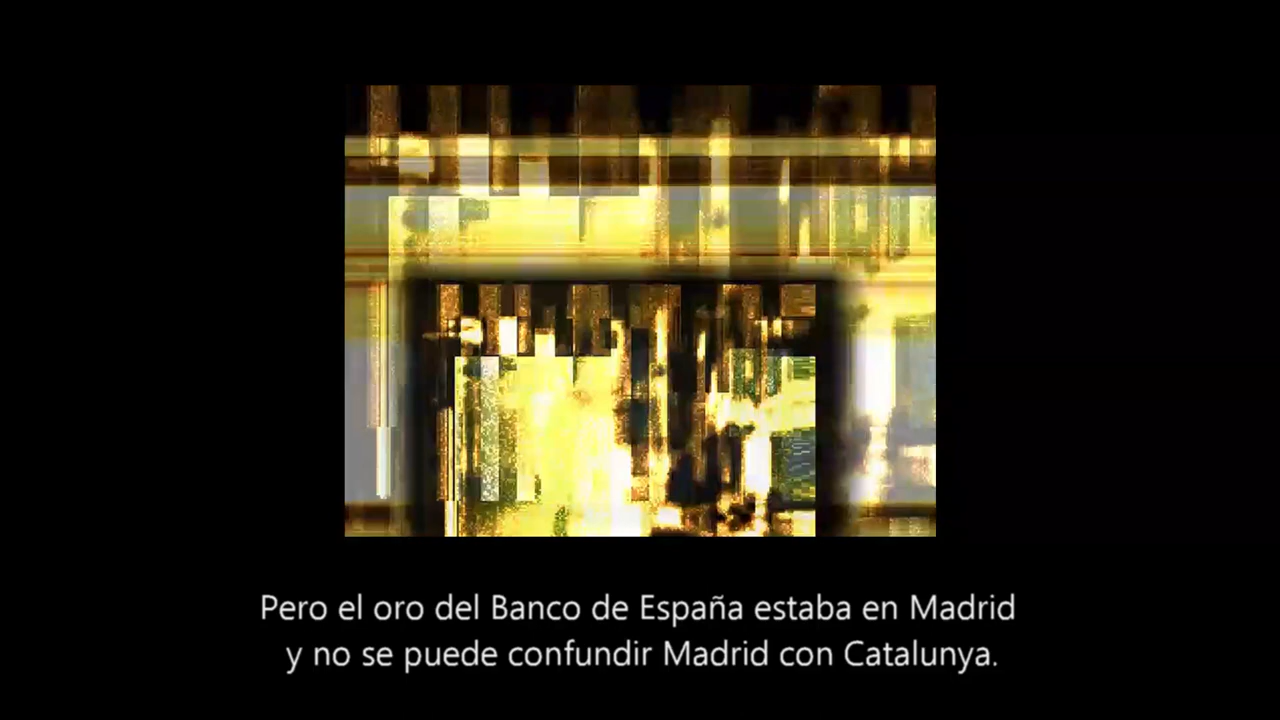 Pero el oro del Banco de España estaba en Madrid
y no se puede confundir Madrid con Catalunya.